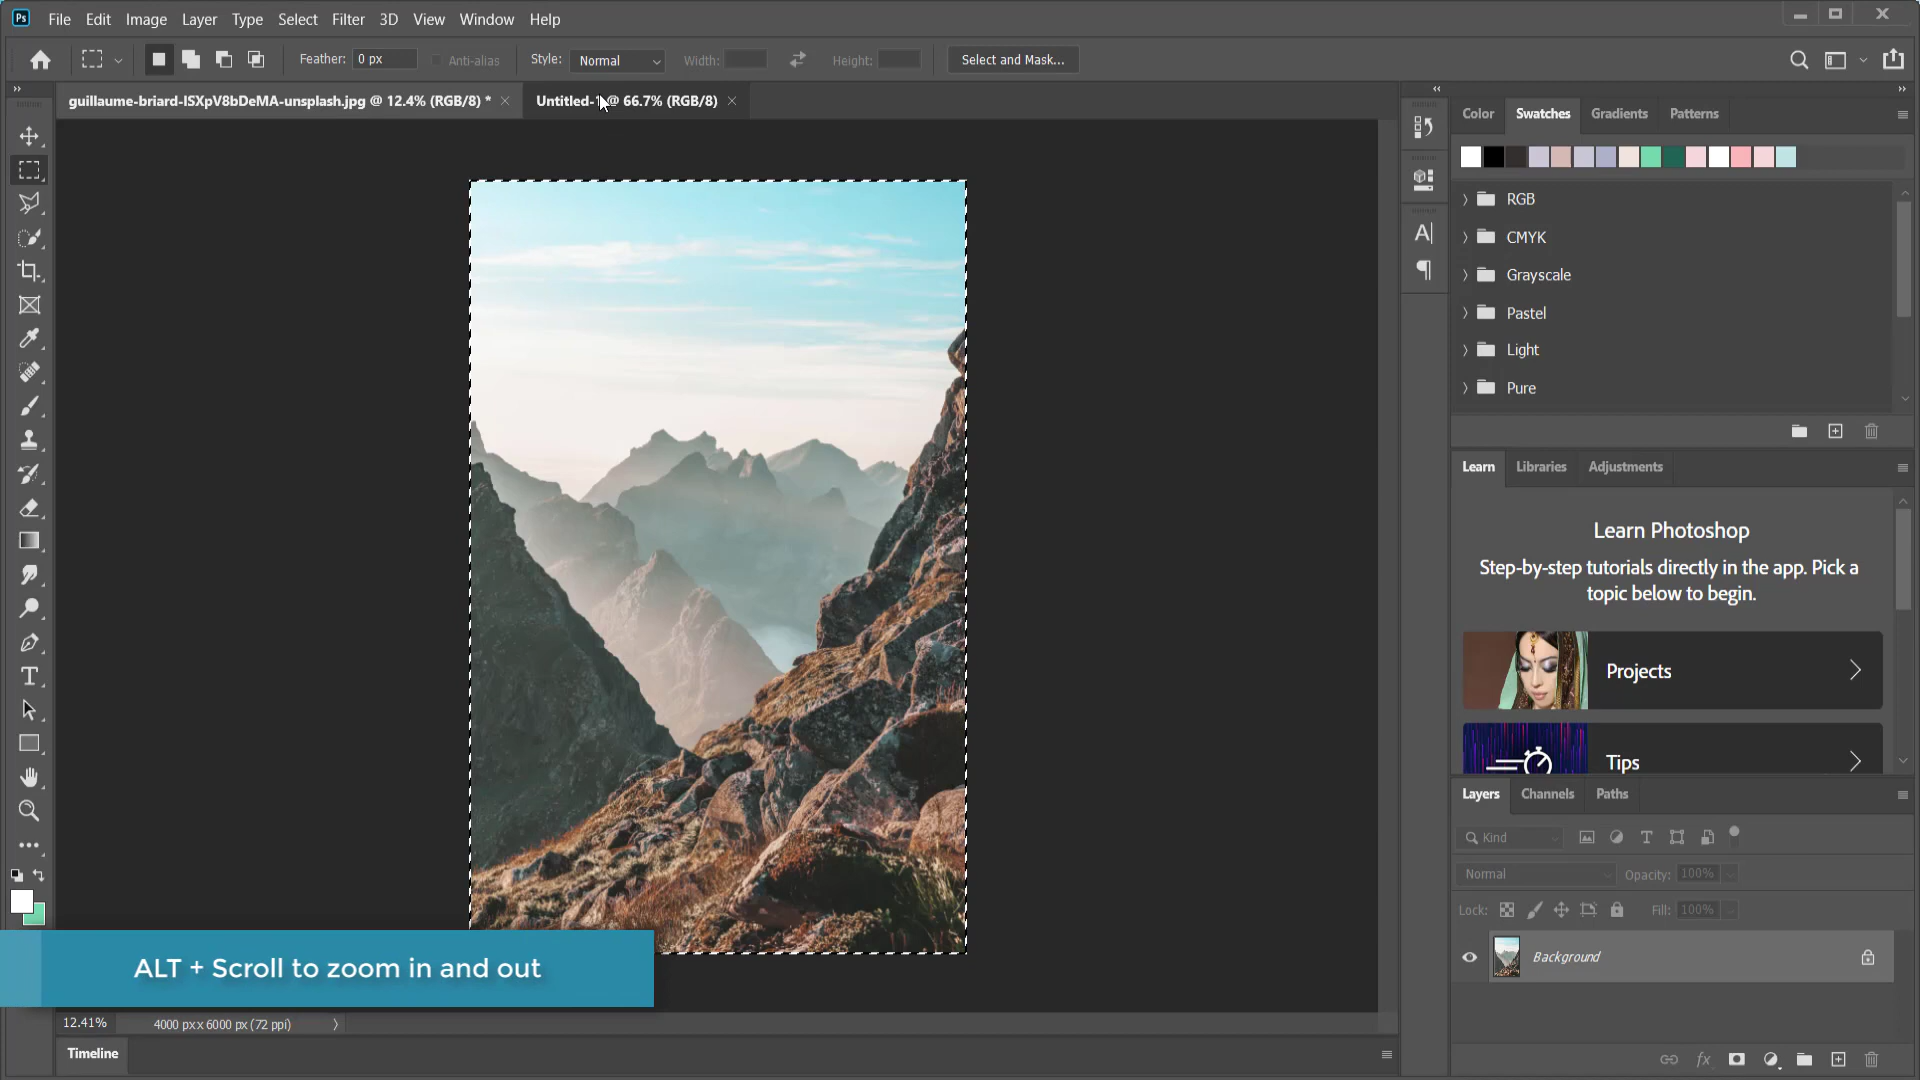 Ps File Edit Image Layer Type Select Filter 3D View Window Help
Feather: 0 px Anti-alias Style: Normal Width: Height: Select and Mask...
guillaume-briard-ISXpV8bDeMA-unsplash.jpg @ 12.4% (RGB/8) * × Untitled-1 @ 66.7% (RGB/8) ×
Color Swatches Gradients Patterns
RGB
CMYK
Grayscale
Pastel
Light
Pure
Learn Libraries Adjustments
Learn Photoshop
Step-by-step tutorials directly in the app. Pick a
topic below to begin.
Projects
Tips
Layers Channels Paths
Kind
Normal Opacity: 100%
Lock: Fill: 100%
Background
ALT + Scroll to zoom in and out
12.41% 4000 px x 6000 px (72 ppi)
Timeline